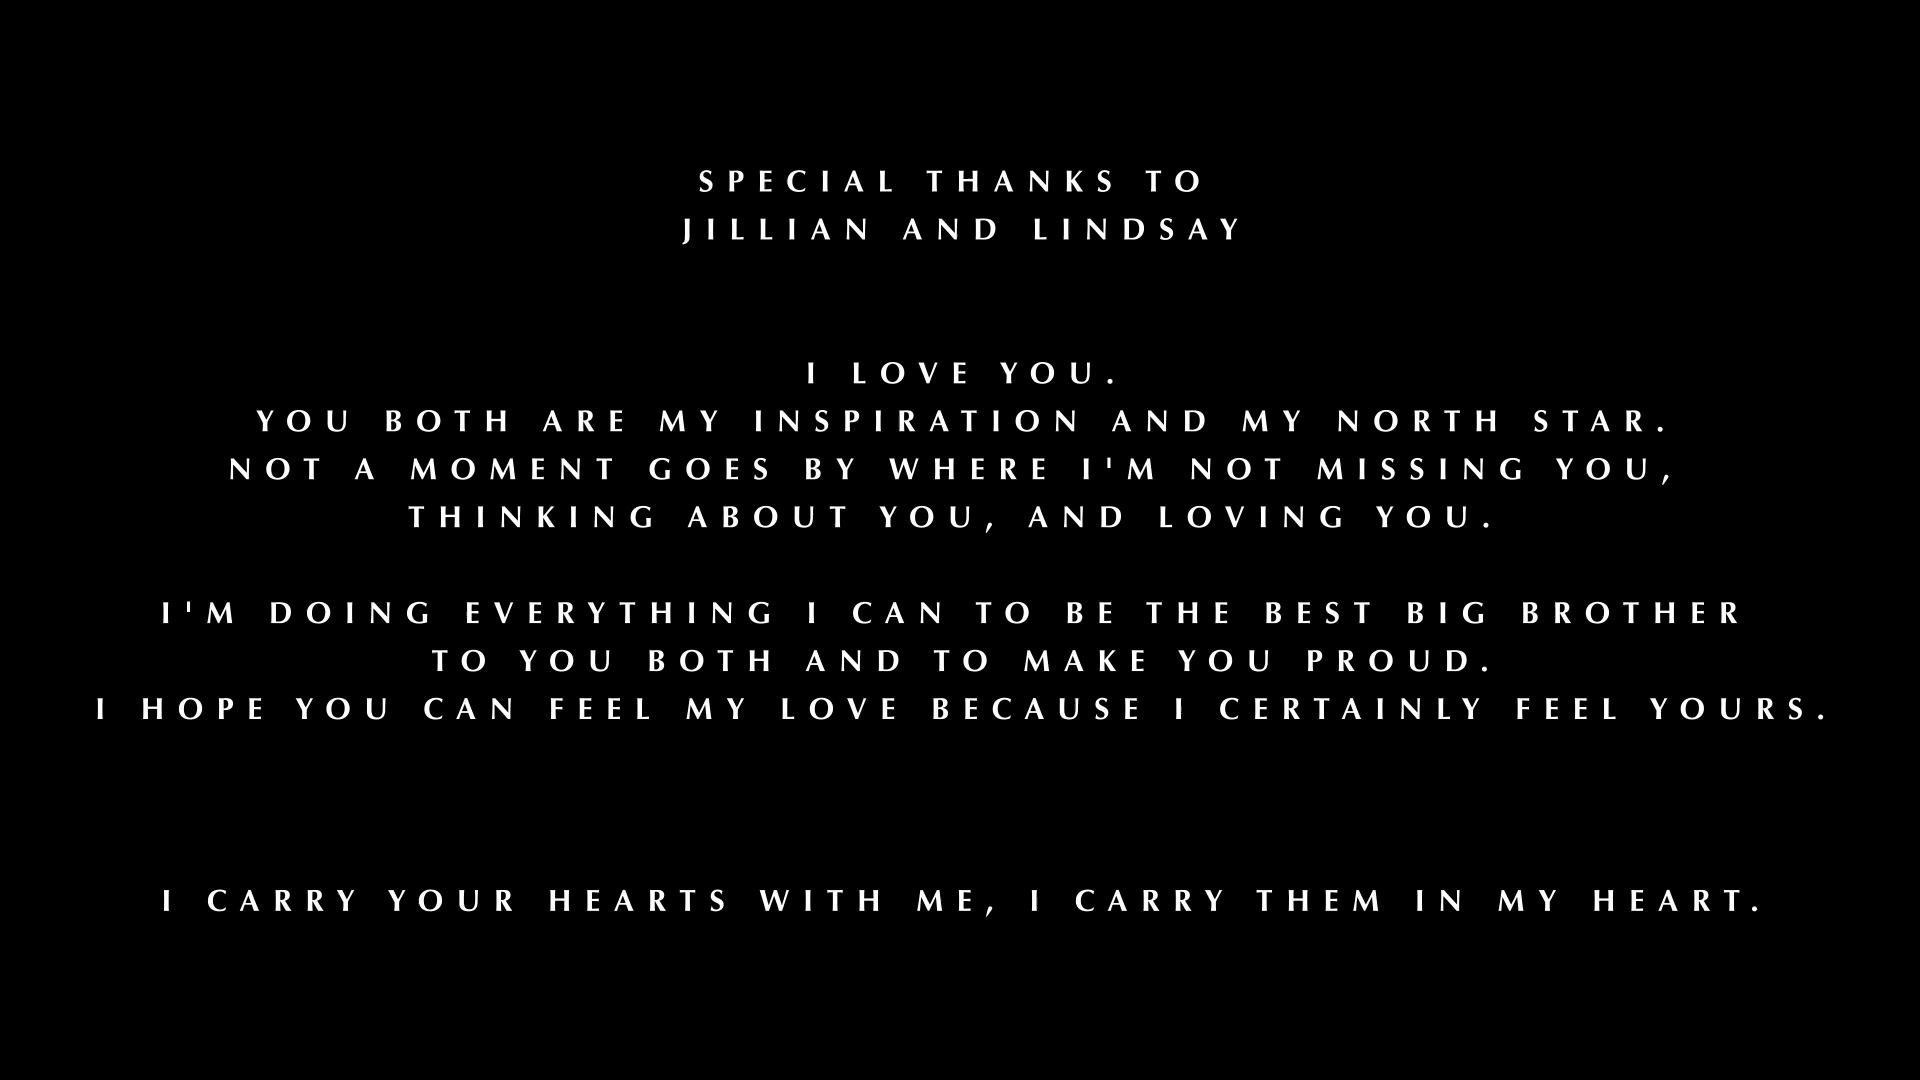 SPECIAL THANKS TO
JILLIAN AND LINDSAY
I LOVE YOU.
YOU BOTH ARE MY INSPIRATION AND MY NORTH STAR.
NOT A MOMENT GOES BY WHERE I'M NOT MISSING YOU,
THINKING ABOUT YOU, AND LOVING YOU.
I'M DOING EVERYTHING I CAN TO BE THE BEST BIG BROTHER
TO YOU BOTH AND TO MAKE YOU PROUD.
I HOPE YOU CAN FEEL MY LOVE BECAUSE I CERTAINLY FEEL YOURS.
I CARRY YOUR HEARTS WITH ME, I CARRY THEM IN MY HEART.